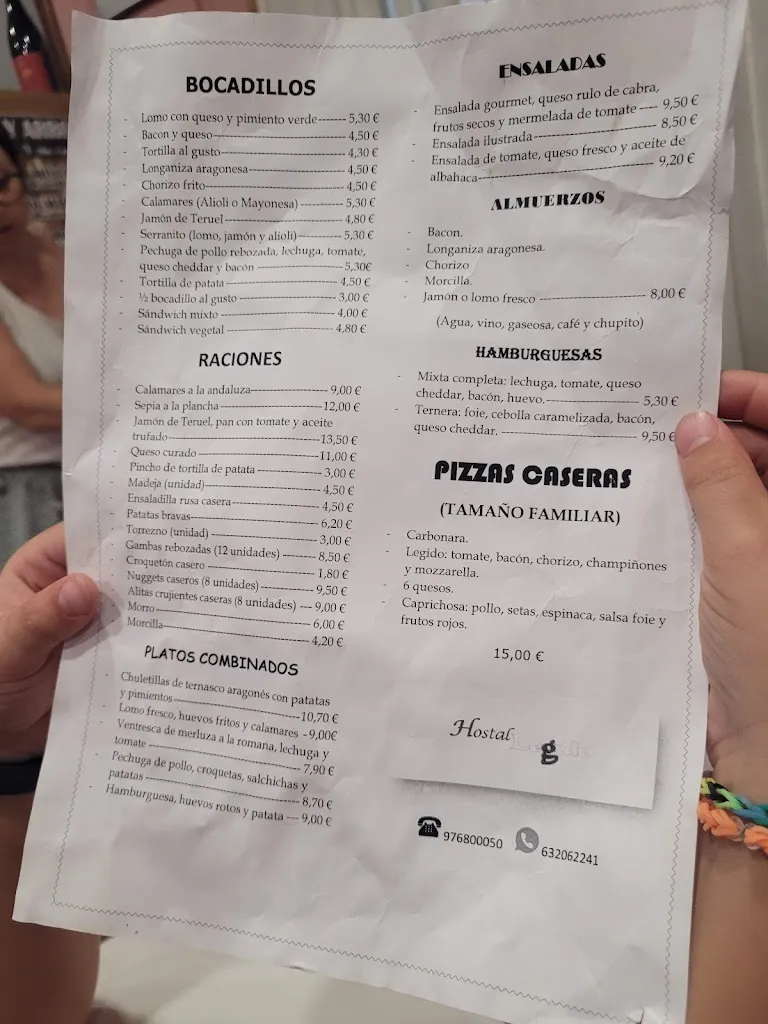 BOCADILLOS
- Lomo con queso y pimiento verde------- 5,30 €
- Bacon y queso--------------------------- 4,50 €
- Tortilla al gusto-------------------------- 4,30 €
- Longaniza aragonesa-------------------- 4,50 €
- Chorizo frito----------------------------- 4,50 €
- Calamares (Alioli o Mayonesa)----------- 5,30 €
- Jamón de Teruel------------------------- 4,80 €
- Serranito (lomo, jamón y alioli)----------- 5,30 €
- Pechuga de pollo rebozada, lechuga, tomate,
queso cheddar y bacón ------------------- 5,30€
- Tortilla de patata ----------------------- 4,50 €
- ½ bocadillo al gusto --------------------- 3,00 €
- Sándwich mixto ------------------------- 4,00 €
- Sándwich vegetal ----------------------- 4,80 €
RACIONES
- Calamares a la andaluza----------------- 9,00 €
- Sepia a la plancha ----------------------12,00 €
- Jamón de Teruel, pan con tomate y aceite
trufado---------------------------------13,50 €
- Queso curado --------------------------11,00 €
- Pincho de tortilla de patata --------------- 3,00 €
- Madeja (unidad)------------------------- 4,50 €
- Ensaladilla rusa casera------------------- 4,50 €
- Patatas bravas--------------------------- 6,20 €
- Torrezno (unidad) ----------------------- 3,00 €
- Gambas rebozadas (12 unidades) -------- 8,50 €
- Croquetón casero ----------------------- 1,80 €
- Nuggets caseros (8 unidades)------------- 9,50 €
- Alitas crujientes caseras (8 unidades) --- 9,00 €
- Morro ---------------------------------- 6,00 €
- Morcilla--------------------------------- 4,20 €
PLATOS COMBINADOS
- Chuletillas de ternasco aragonés con patatas
y pimientos ----------------------------10,70 €
- Lomo fresco, huevos fritos y calamares -9,00€
- Ventresca de merluza a la romana, lechuga y
tomate --------------------------------- 7,90 €
- Pechuga de pollo, croquetas, salchichas y
patatas --------------------------------- 8,70 €
- Hamburguesa, huevos rotos y patata --- 9,00 €
ENSALADAS
- Ensalada gourmet, queso rulo de cabra,
frutos secos y mermelada de tomate ---- 9,50 €
- Ensalada ilustrada------------------------ 8,50 €
- Ensalada de tomate, queso fresco y aceite de
albahaca--------------------------------- 9,20 €
ALMUERZOS
- Bacon.
- Longaniza aragonesa.
- Chorizo
- Morcilla.
- Jamón o lomo fresco --------------------- 8,00 €
(Agua, vino, gaseosa, café y chupito)
HAMBURGUESAS
- Mixta completa: lechuga, tomate, queso
cheddar, bacón, huevo.------------------- 5,30 €
- Ternera: foie, cebolla caramelizada, bacón,
queso cheddar. --------------------------- 9,50 €
PIZZAS CASERAS
(TAMAÑO FAMILIAR)
- Carbonara.
- Legido: tomate, bacón, chorizo, champiñones
y mozzarella.
- 6 quesos.
- Caprichosa: pollo, setas, espinaca, salsa foie y
frutos rojos.
15,00 €
Hostal
976800050 632062241